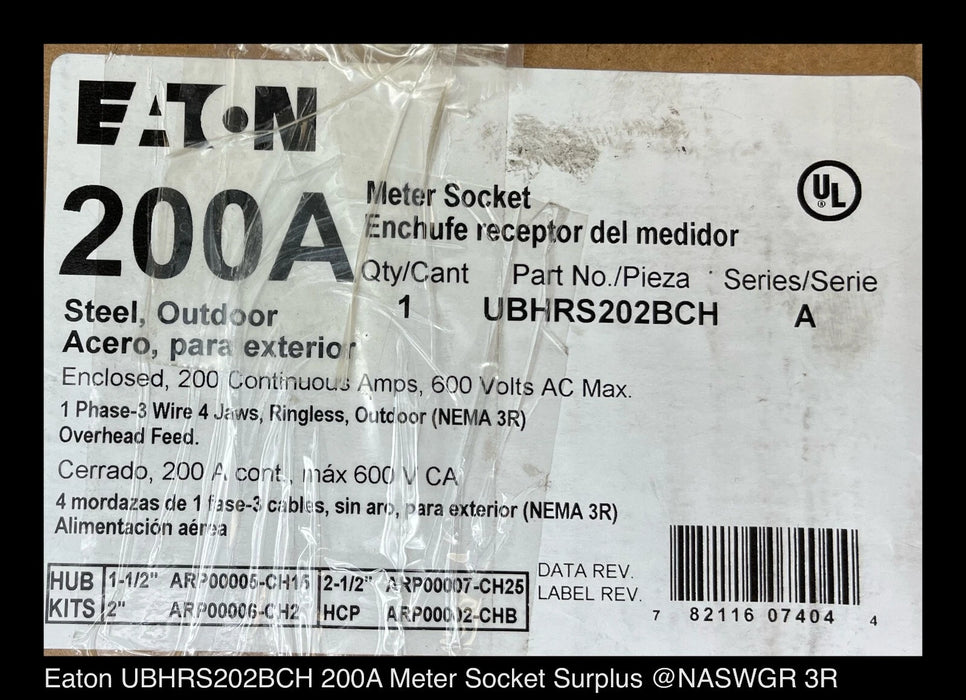 EATON
200A
Meter Socket
Enchufe receptor del medidor
Qty/Cant Part No./Pieza Series/Serie
1 UBHRS202BCH A
UL
Steel, Outdoor
Acero, para exterior
Enclosed, 200 Continuous Amps, 600 Volts AC Max.
1 Phase-3 Wire 4 Jaws, Ringless, Outdoor (NEMA 3R)
Overhead Feed.
Cerrado, 200 A cont., máx 600 V CA
4 mordazas de 1 fase-3 cables, sin aro, para exterior (NEMA 3R)
Alimentación aérea
HUB 1-1/2" ARP00005-CH15 2-1/2" ARP00007-CH25
KITS 2" ARP00006-CH2 HCP ARP00002-CHB
DATA REV.
LABEL REV.
7 82116 07404 4
Eaton UBHRS202BCH 200A Meter Socket Surplus @NASWGR 3R